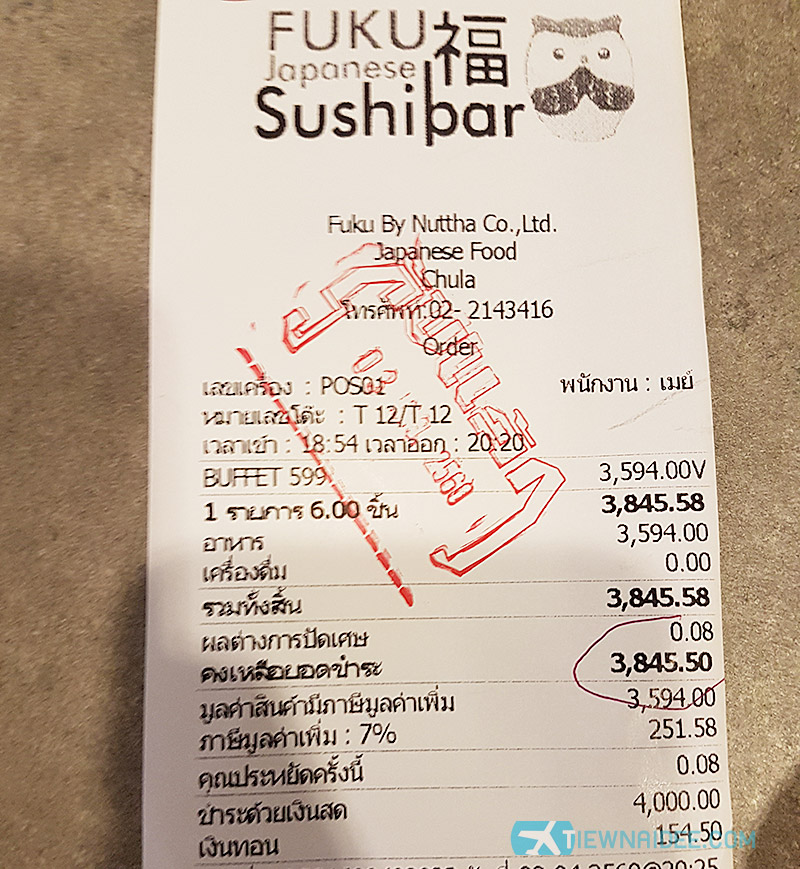 FUKU 福
Japanese
Sushibar
Fuku By Nuttha Co.,Ltd.
Japanese Food
Chula
โทรศัพท์:02- 2143416
Order
เลขเครื่อง : POS01 พนักงาน : เมย์
หมายเลขโต๊ะ : T 12/T 12
เวลาเข้า : 18:54 เวลาออก : 20:20
BUFFET 599 3,594.00V
1 รายการ 6.00 ชิ้น 3,845.58
อาหาร 3,594.00
เครื่องดื่ม 0.00
รวมทั้งสิ้น 3,845.58
ผลต่างการปัดเศษ 0.08
คงเหลือยอดชำระ 3,845.50
มูลค่าสินค้ามีภาษีมูลค่าเพิ่ม 3,594.00
ภาษีมูลค่าเพิ่ม : 7% 251.58
คุณประหยัดครั้งนี้ 0.08
ชำระด้วยเงินสด 4,000.00
เงินทอน 154.50
2560
TIEWNAIDEE.COM